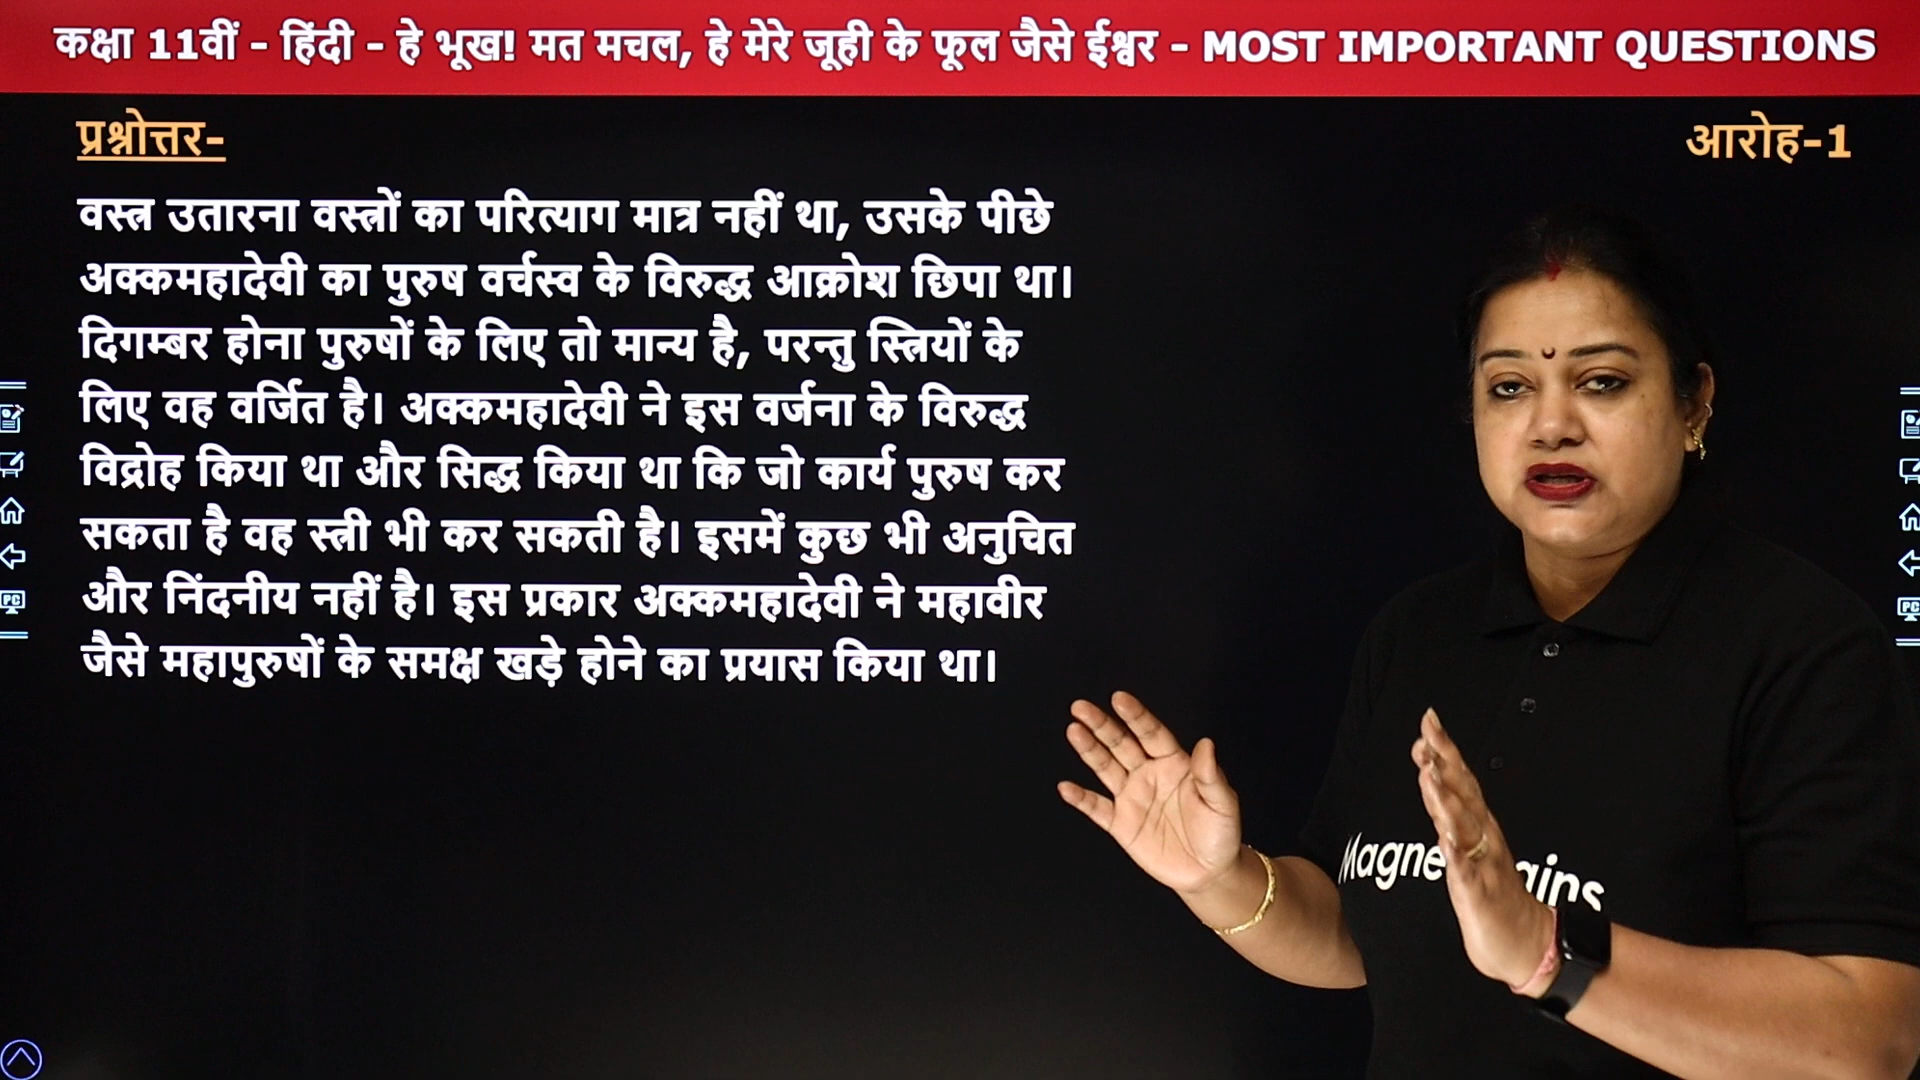 कक्षा 11वीं - हिंदी - हे भूख! मत मचल, हे मेरे जूही के फूल जैसे ईश्वर - MOST IMPORTANT QUESTIONS
प्रश्नोत्तर-
आरोह-1
वस्त्र उतारना वस्त्रों का परित्याग मात्र नहीं था, उसके पीछे
अक्कमहादेवी का पुरुष वर्चस्व के विरुद्ध आक्रोश छिपा था।
दिगम्बर होना पुरुषों के लिए तो मान्य है, परन्तु स्त्रियों के
लिए वह वर्जित है। अक्कमहादेवी ने इस वर्जना के विरुद्ध
विद्रोह किया था और सिद्ध किया था कि जो कार्य पुरुष कर
सकता है वह स्त्री भी कर सकती है। इसमें कुछ भी अनुचित
और निंदनीय नहीं है। इस प्रकार अक्कमहादेवी ने महावीर
जैसे महापुरुषों के समक्ष खड़े होने का प्रयास किया था।
PC
PC